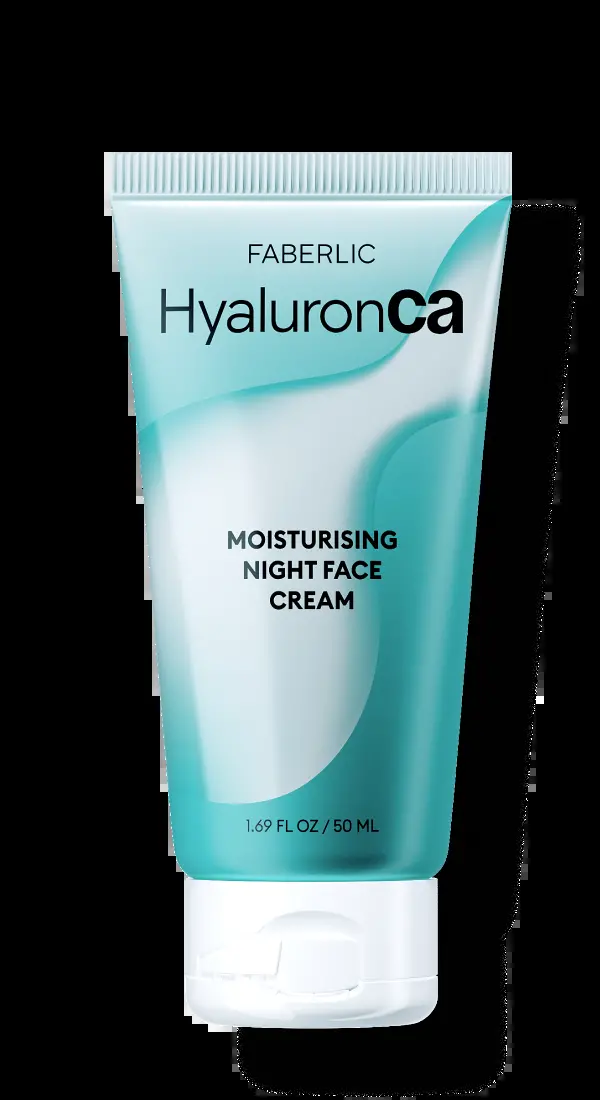 FABERLIC
Hyaluronca
MOISTURISING
NIGHT FACE
CREAM
1.69 FL OZ / 50 ML